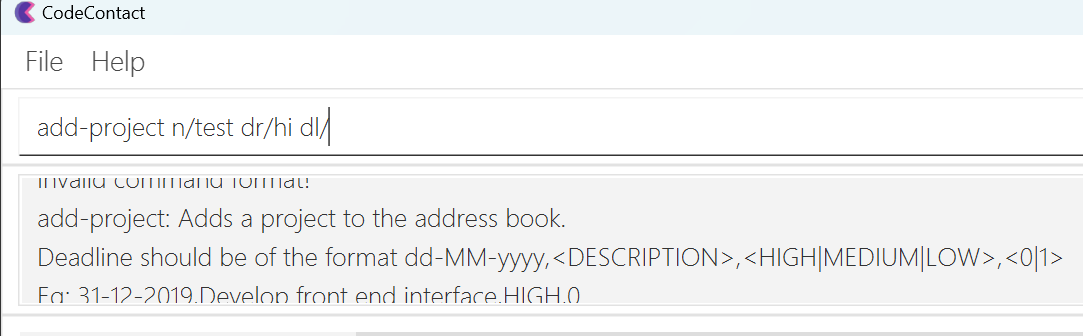 CodeContact
File Help
add-project n/test dr/hi dl/
Invalid command format!
add-project: Adds a project to the address book.
Deadline should be of the format dd-MM-yyyy,<DESCRIPTION>,<HIGH|MEDIUM|LOW>,<0|1>
Eg: 31-12-2019,Develop front end interface,HIGH,0